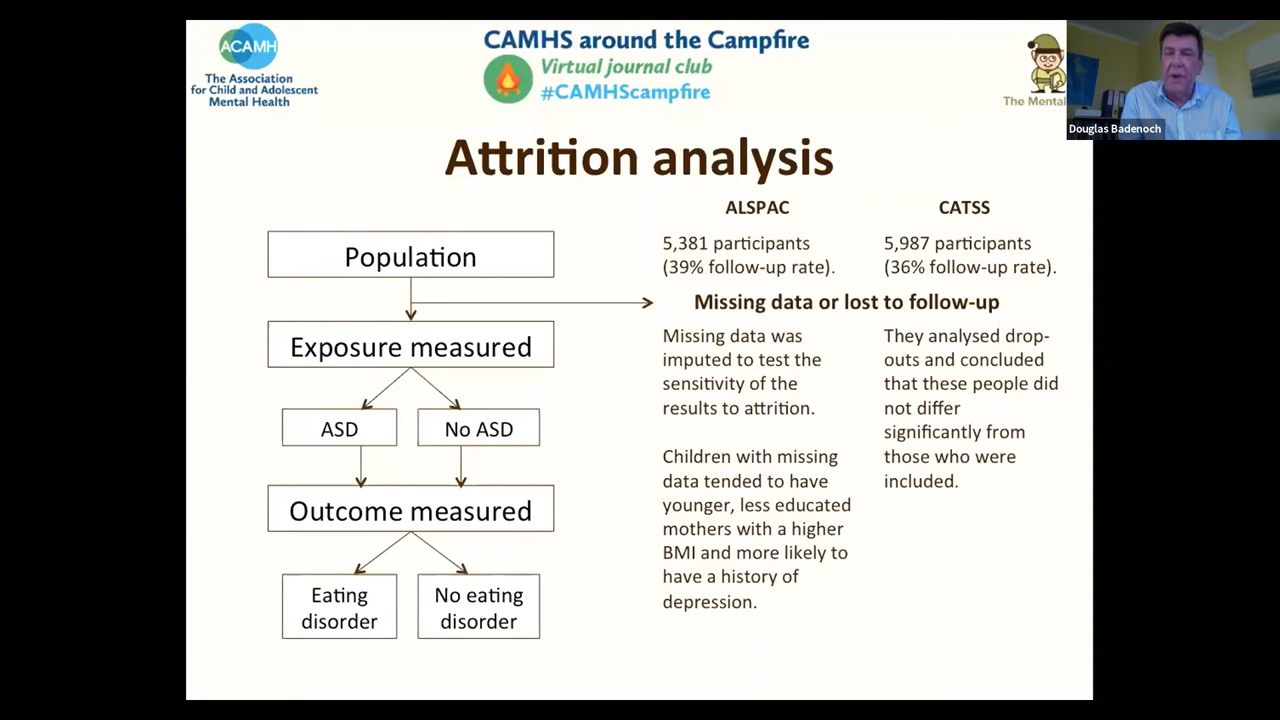 ACAMH
The Association
for Child and Adolescent
Mental Health
CAMHS around the Campfire
Virtual journal club
#CAMHScampfire
The Mental
Douglas Badenoch
Attrition analysis
Population
Exposure measured
ASD
No ASD
Outcome measured
Eating
disorder
No eating
disorder
ALSPAC
5,381 participants
(39% follow-up rate).
CATSS
5,987 participants
(36% follow-up rate).
Missing data or lost to follow-up
Missing data was
imputed to test the
sensitivity of the
results to attrition.
Children with missing
data tended to have
younger, less educated
mothers with a higher
BMI and more likely to
have a history of
depression.
They analysed drop-
outs and concluded
that these people did
not differ
significantly from
those who were
included.